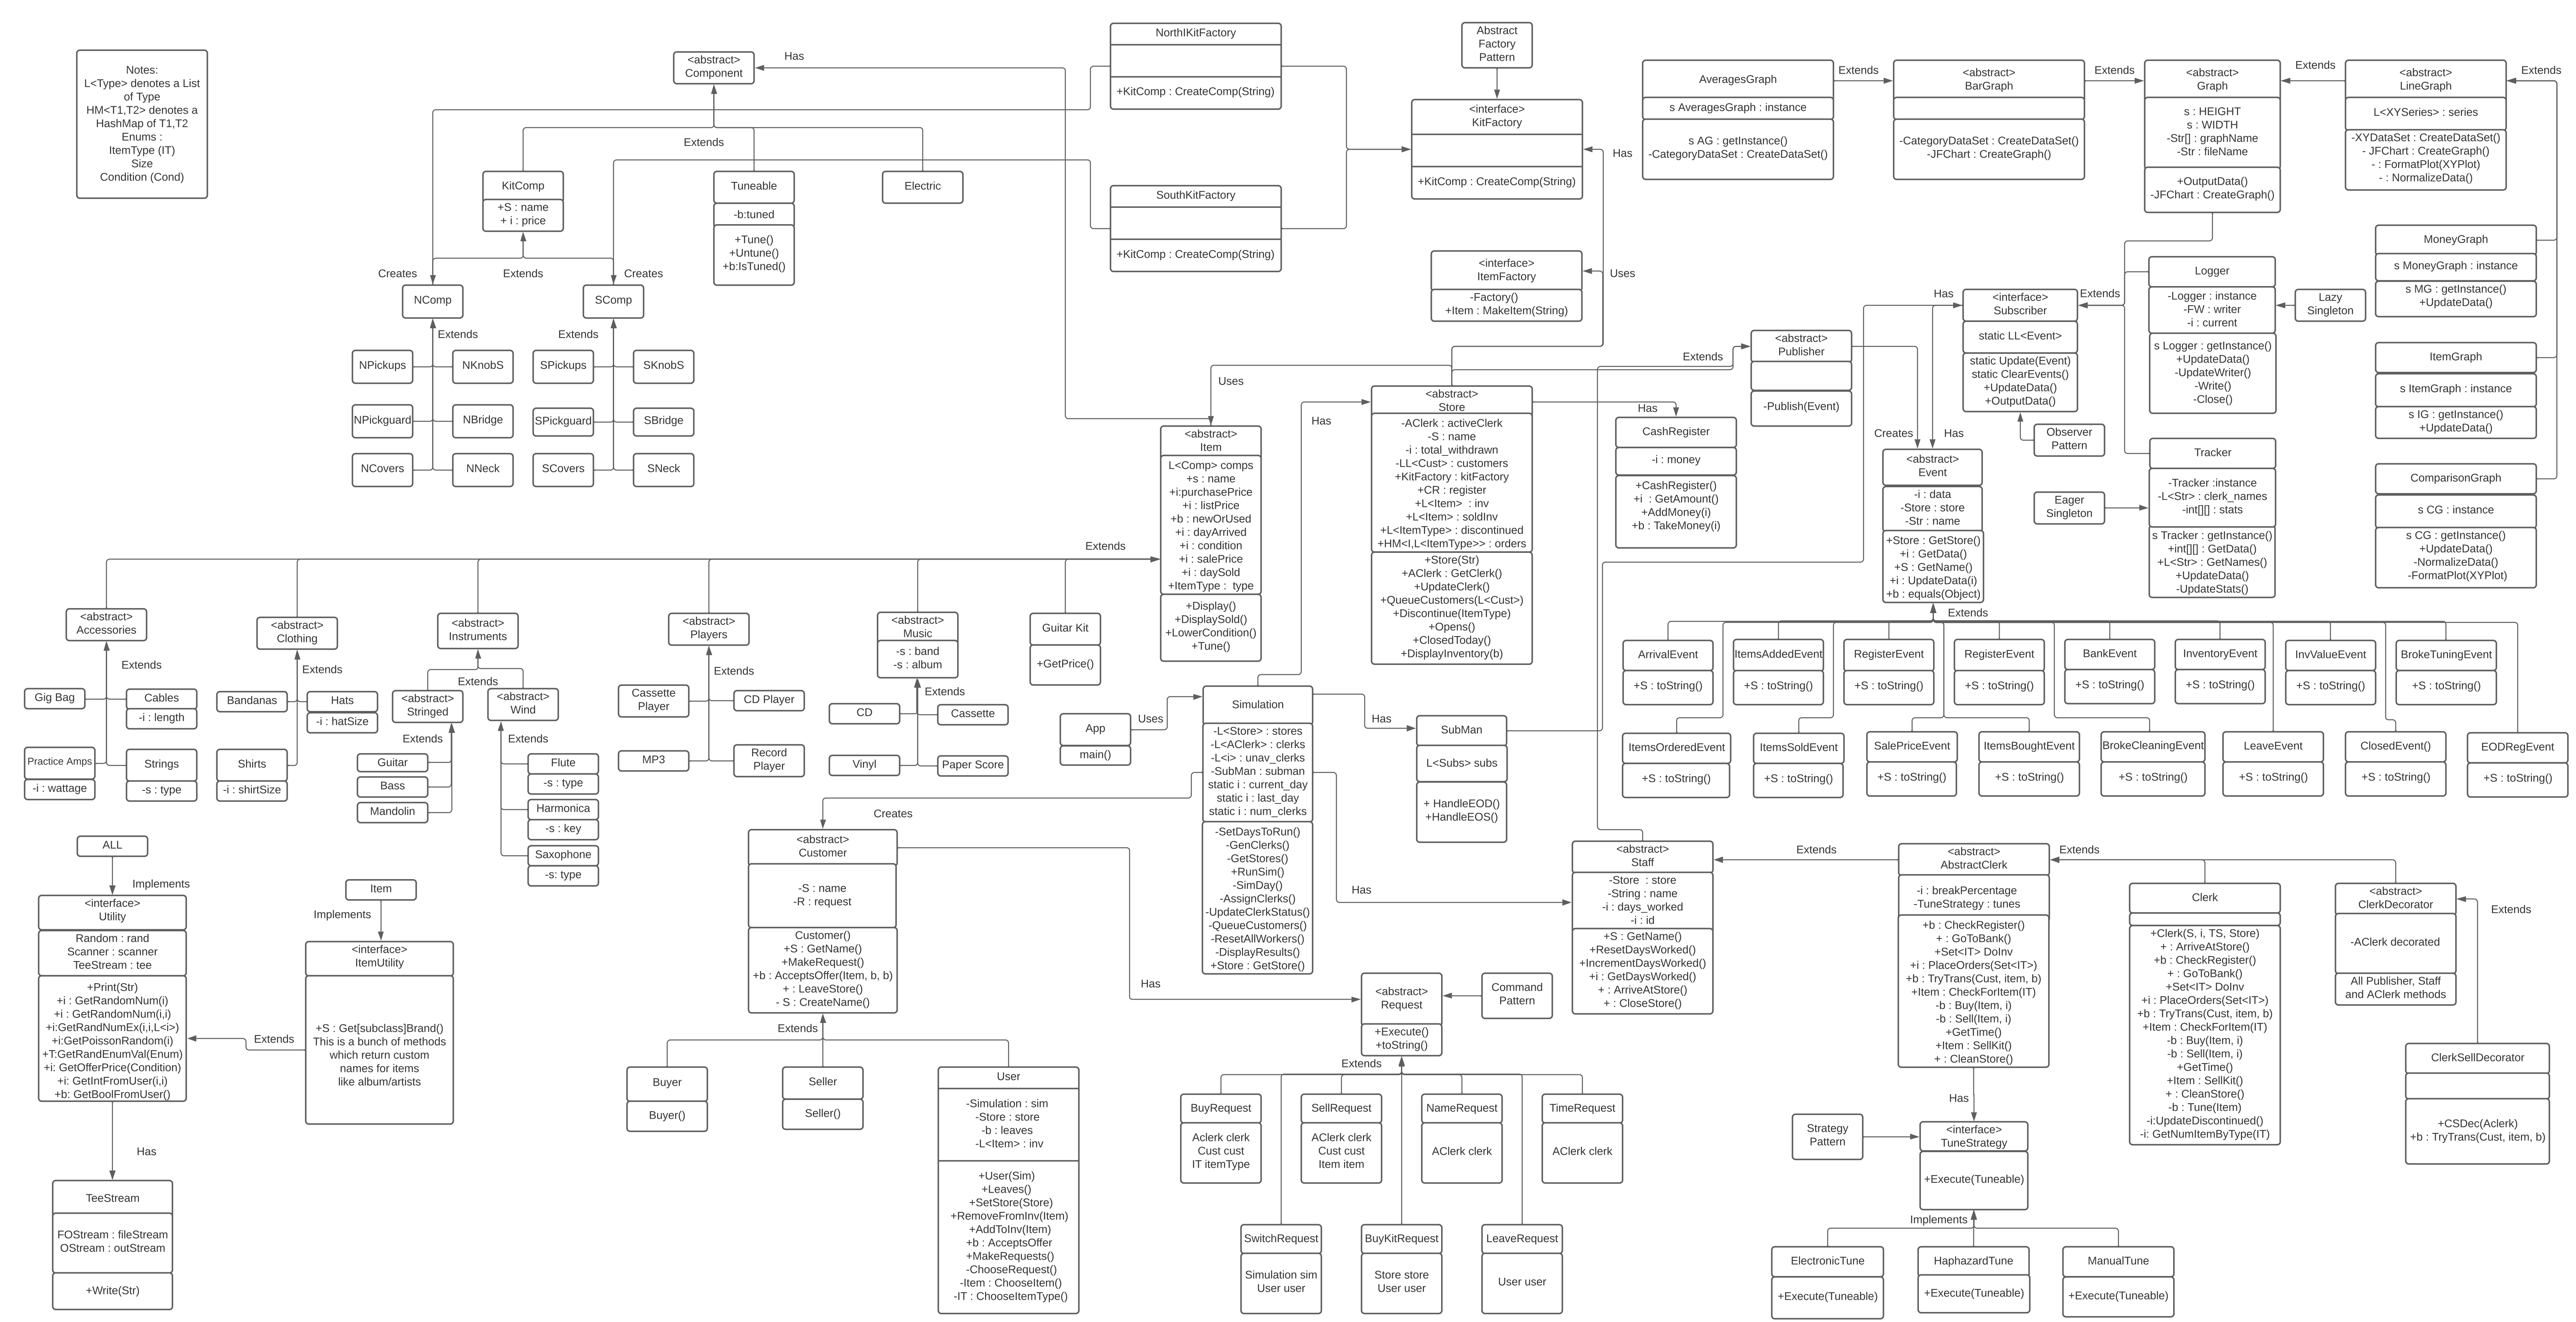 Notes:
L<Type> denotes a List
of Type
HM<T1,T2> denotes a
HashMap of T1,T2
Enums :
ItemType (IT)
Size
Condition (Cond)
<abstract>
Component
Has
Extends
KitComp
+S : name
+ i : price
Tuneable
-b:tuned
+Tune()
+Untune()
+b:IsTuned()
Electric
Creates
Extends
Creates
NComp
SComp
Extends
Extends
NPickups
NKnobS
SPickups
SKnobS
NPickguard
NBridge
SPickguard
SBridge
NCovers
NNeck
SCovers
SNeck
NorthIKitFactory
+KitComp : CreateComp(String)
SouthKitFactory
+KitComp : CreateComp(String)
Abstract
Factory
Pattern
<interface>
KitFactory
+KitComp : CreateComp(String)
Has
<interface>
ItemFactory
-Factory()
+Item : MakeItem(String)
Uses
AveragesGraph
s AveragesGraph : instance
s AG : getInstance()
-CategoryDataSet : CreateDataSet()
Extends
<abstract>
BarGraph
-CategoryDataSet : CreateDataSet()
-JFChart : CreateGraph()
Extends
<abstract>
Graph
s : HEIGHT
s : WIDTH
-Str[] : graphName
-Str : fileName
+OutputData()
-JFChart : CreateGraph()
Extends
<abstract>
LineGraph
L<XYSeries> : series
-XYDataSet : CreateDataSet()
- JFChart : CreateGraph()
- : FormatPlot(XYPlot)
- : NormalizeData()
Extends
MoneyGraph
s MoneyGraph : instance
s MG : getInstance()
+UpdateData()
ItemGraph
s ItemGraph : instance
s IG : getInstance()
+UpdateData()
ComparisonGraph
s CG : instance
s CG : getInstance()
+UpdateData()
-NormalizeData()
-FormatPlot(XYPlot)
Logger
-Logger : instance
-FW : writer
-i : current
s Logger : getInstance()
+UpdateData()
-UpdateWriter()
-Write()
-Close()
Lazy
Singleton
Tracker
-Tracker :instance
-L<Str> : clerk_names
-int[][] : stats
s Tracker : getInstance()
+int[][] : GetData()
+L<Str> : GetNames()
+UpdateData()
-UpdateStats()
Eager
Singleton
Has
Extends
<interface>
Subscriber
static LL<Event>
static Update(Event)
static ClearEvents()
+UpdateData()
+OutputData()
Observer
Pattern
Extends
<abstract>
Publisher
-Publish(Event)
Creates
Has
<abstract>
Event
-i : data
-Store : store
-Str : name
+Store : GetStore()
+i : GetData()
+S : GetName()
+i : UpdateData(i)
+b : equals(Object)
Extends
ArrivalEvent
+S : toString()
ItemsAddedEvent
+S : toString()
RegisterEvent
+S : toString()
RegisterEvent
+S : toString()
BankEvent
+S : toString()
InventoryEvent
+S : toString()
InvValueEvent
+S : toString()
BrokeTuningEvent
+S : toString()
ItemsOrderedEvent
+S : toString()
ItemsSoldEvent
+S : toString()
SalePriceEvent
+S : toString()
ItemsBoughtEvent
+S : toString()
BrokeCleaningEvent
+S : toString()
LeaveEvent
+S : toString()
ClosedEvent()
+S : toString()
EODRegEvent
+S : toString()
Uses
<abstract>
Item
L<Comp> comps
+s : name
+i:purchasePrice
+i : listPrice
+b : newOrUsed
+i : dayArrived
+i : condition
+i : salePrice
+i : daySold
+ItemType :  type
+Display()
+DisplaySold()
+LowerCondition()
+Tune()
Has
<abstract>
Store
-AClerk : activeClerk
-S : name
-i : total_withdrawn
-LL<Cust> : customers
+KitFactory : kitFactory
+CR : register
+L<Item>  : inv
+L<Item> : soldInv
+L<ItemType> : discontinued
+HM<I,L<ItemType>> : orders
+Store(Str)
+AClerk : GetClerk()
+UpdateClerk()
+QueueCustomers(L<Cust>)
+Discontinue(ItemType)
+Opens()
+ClosedToday()
+DisplayInventory(b)
Has
CashRegister
-i : money
+CashRegister()
+i  : GetAmount()
+AddMoney(i)
+b : TakeMoney(i)
Extends
<abstract>
Accessories
Extends
Gig Bag
Cables
-i : length
Practice Amps
-i : wattage
Strings
-s : type
<abstract>
Clothing
Extends
Bandanas
Hats
-i : hatSize
Shirts
-i : shirtSize
<abstract>
Instruments
Extends
<abstract>
Stringed
<abstract>
Wind
Extends
Extends
Guitar
Bass
Mandolin
Flute
-s : type
Harmonica
-s : key
Saxophone
-s: type
<abstract>
Players
Extends
Cassette
Player
CD Player
MP3
Record
Player
<abstract>
Music
-s : band
-s : album
Extends
CD
Cassette
Vinyl
Paper Score
Guitar Kit
+GetPrice()
App
main()
Uses
Simulation
-L<Store> : stores
-L<AClerk> : clerks
-L<i> : unav_clerks
-SubMan : subman
static i : current_day
static i : last_day
static i : num_clerks
-SetDaysToRun()
-GenClerks()
-GetStores()
+RunSim()
-SimDay()
-AssignClerks()
-UpdateClerkStatus()
-QueueCustomers()
-ResetAllWorkers()
-DisplayResults()
+Store : GetStore()
Has
SubMan
L<Subs> subs
+ HandleEOD()
+HandleEOS()
Creates
Has
ALL
Implements
<interface>
Utility
Random : rand
Scanner : scanner
TeeStream : tee
+Print(Str)
+i : GetRandomNum(i)
+i : GetRandomNum(i,i)
+i:GetRandNumEx(i,i,L<i>)
+i:GetPoissonRandom(i)
+T:GetRandEnumVal(Enum)
+i: GetOfferPrice(Condition)
+i: GetIntFromUser(i,i)
+b: GetBoolFromUser()
Has
TeeStream
FOStream : fileStream
OStream : outStream
+Write(Str)
Extends
Item
Implements
<interface>
ItemUtility
+S : Get[subclass]Brand()
This is a bunch of methods
which return custom
names for items
like album/artists
<abstract>
Customer
-S : name
-R : request
Customer()
+S : GetName()
+MakeRequest()
+b : AcceptsOffer(Item, b, b)
+ : LeaveStore()
- S : CreateName()
Extends
Buyer
Buyer()
Seller
Seller()
User
-Simulation : sim
-Store : store
-b : leaves
-L<Item> : inv
+User(Sim)
+Leaves()
+SetStore(Store)
+RemoveFromInv(Item)
+AddToInv(Item)
+b : AcceptsOffer
+MakeRequests()
-ChooseRequest()
-Item : ChooseItem()
-IT : ChooseItemType()
Has
<abstract>
Request
+Execute()
+toString()
Command
Pattern
Extends
BuyRequest
Aclerk clerk
Cust cust
IT itemType
SellRequest
AClerk clerk
Cust cust
Item item
NameRequest
AClerk clerk
TimeRequest
AClerk clerk
SwitchRequest
Simulation sim
User user
BuyKitRequest
Store store
User user
LeaveRequest
User user
<abstract>
Staff
-Store  : store
-String : name
-i : days_worked
-i : id
+S : GetName()
+ResetDaysWorked()
+IncrementDaysWorked()
+i : GetDaysWorked()
+ : ArriveAtStore()
+ : CloseStore()
Extends
<abstract>
AbstractClerk
-i : breakPercentage
-TuneStrategy : tunes
+b : CheckRegister()
+ : GoToBank()
+Set<IT> DoInv
+i : PlaceOrders(Set<IT>)
+b : TryTrans(Cust, item, b)
+Item : CheckForItem(IT)
-b : Buy(Item, i)
-b : Sell(Item, i)
+GetTime()
+Item : SellKit()
+ : CleanStore()
Extends
Clerk
+Clerk(S, i, TS, Store)
+ : ArriveAtStore()
+b : CheckRegister()
+ : GoToBank()
+Set<IT> DoInv
+i : PlaceOrders(Set<IT>)
+b : TryTrans(Cust, item, b)
+Item : CheckForItem(IT)
-b : Buy(Item, i)
-b : Sell(Item, i)
+GetTime()
+Item : SellKit()
+ : CleanStore()
-b : Tune(Item)
-i:UpdateDiscontinued()
-i: GetNumItemByType(IT)
<abstract>
ClerkDecorator
-AClerk decorated
All Publisher, Staff
and AClerk methods
Extends
ClerkSellDecorator
+CSDec(Aclerk)
+b : TryTrans(Cust, item, b)
Has
Strategy
Pattern
<interface>
TuneStrategy
+Execute(Tuneable)
Implements
ElectronicTune
+Execute(Tuneable)
HaphazardTune
+Execute(Tuneable)
ManualTune
+Execute(Tuneable)